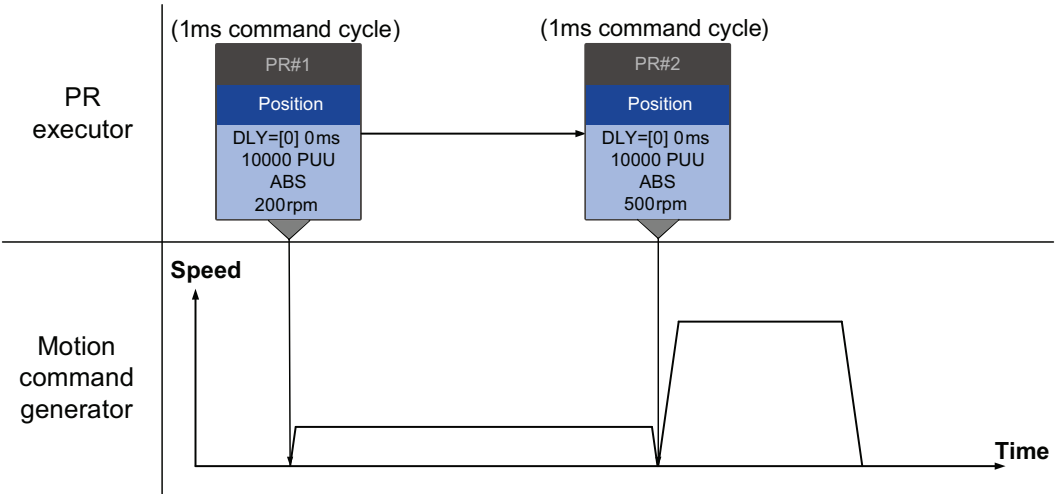 (1ms command cycle)
(1ms command cycle)
PR
executor
PR#1
Position
DLY=[0] 0ms
10000 PUU
ABS
200rpm
PR#2
Position
DLY=[0] 0ms
10000 PUU
ABS
500rpm
Motion
command
generator
Speed
Time